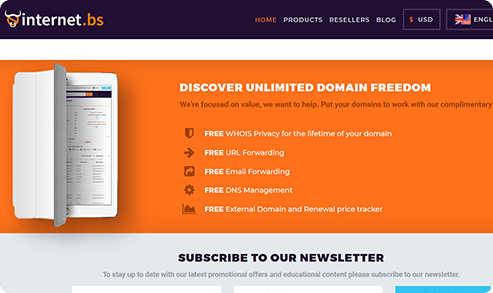 internet.bs
HOME PRODUCTS RESELLERS BLOG $ USD ENGL
DISCOVER UNLIMITED DOMAIN FREEDOM
We're focused on value, we want to help. Put your domains to work with our complimentary
FREE WHOIS Privacy for the lifetime of your domain
FREE URL Forwarding
FREE Email Forwarding
FREE DNS Management
FREE External Domain and Renewal price tracker
SUBSCRIBE TO OUR NEWSLETTER
To stay up to date with our latest promotional offers and educational content please subscribe to our newsletter.